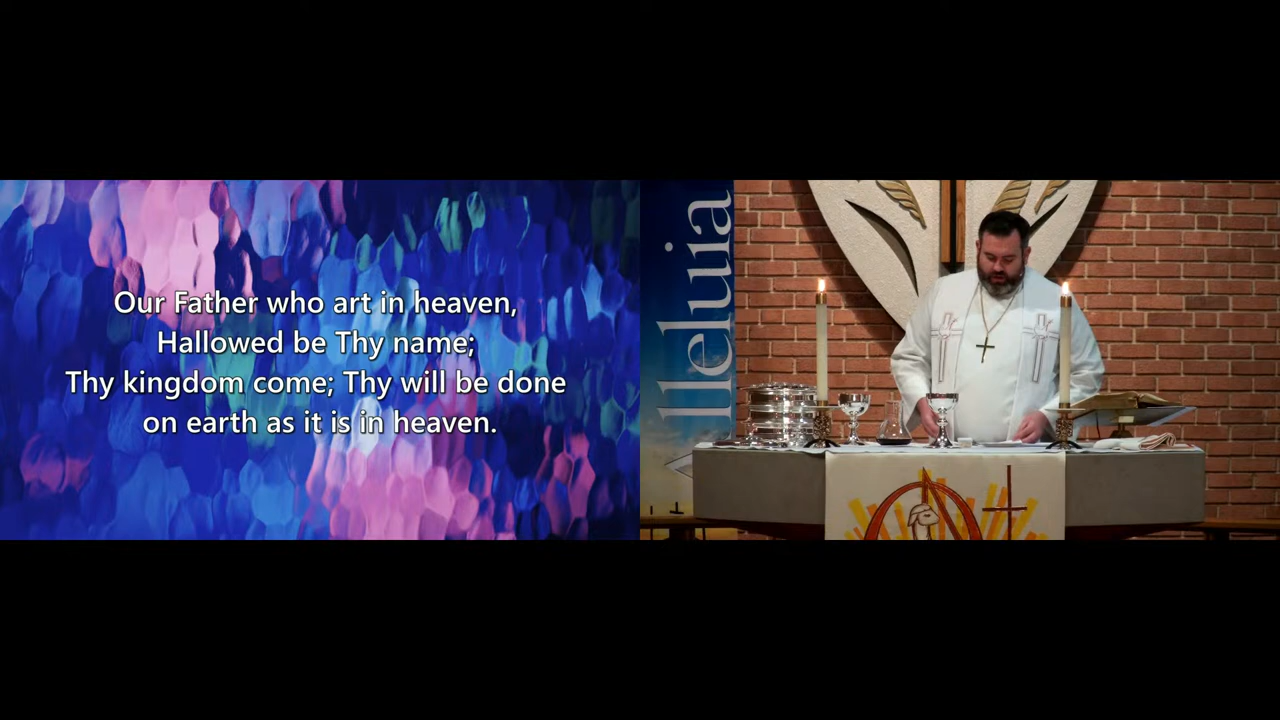 Our Father who art in heaven,
Hallowed be Thy name;
Thy kingdom come; Thy will be done
on earth as it is in heaven.
lleluia